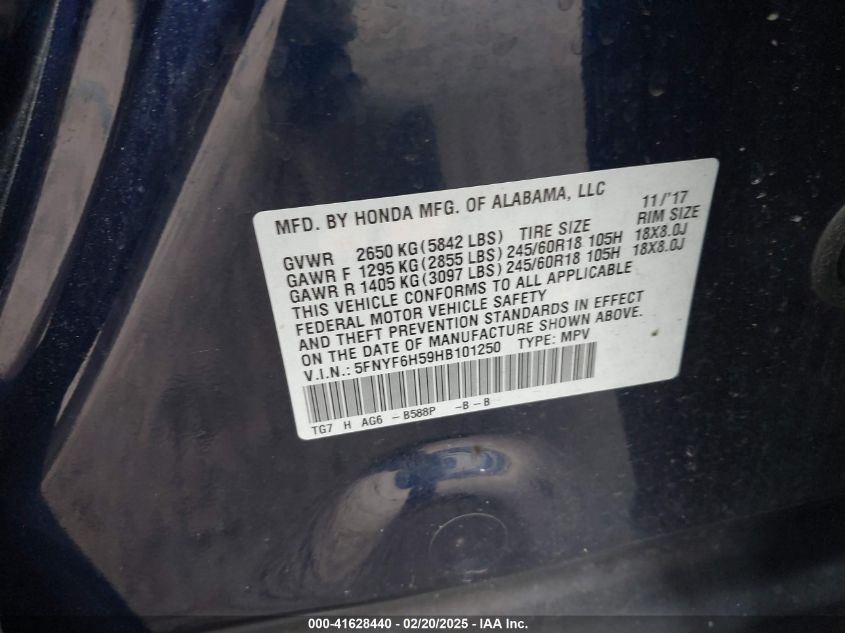 MFD. BY HONDA MFG. OF ALABAMA, LLC 11/'17
GVWR 2650 KG(5842 LBS) TIRE SIZE RIM SIZE
GAWR F 1295 KG(2855 LBS)245/60R18 105H 18X8.0J
GAWR R 1405 KG(3097 LBS)245/60R18 105H 18X8.0J
THIS VEHICLE CONFORMS TO ALL APPLICABLE
FEDERAL MOTOR VEHICLE SAFETY
AND THEFT PREVENTION STANDARDS IN EFFECT
ON THE DATE OF MANUFACTURE SHOWN ABOVE.
V.I.N.: 5FNYF6H59HB101250 TYPE: MPV
TG7 H AG6 -B588P -B-B
000-41628440 - 02/20/2025 - IAA Inc.